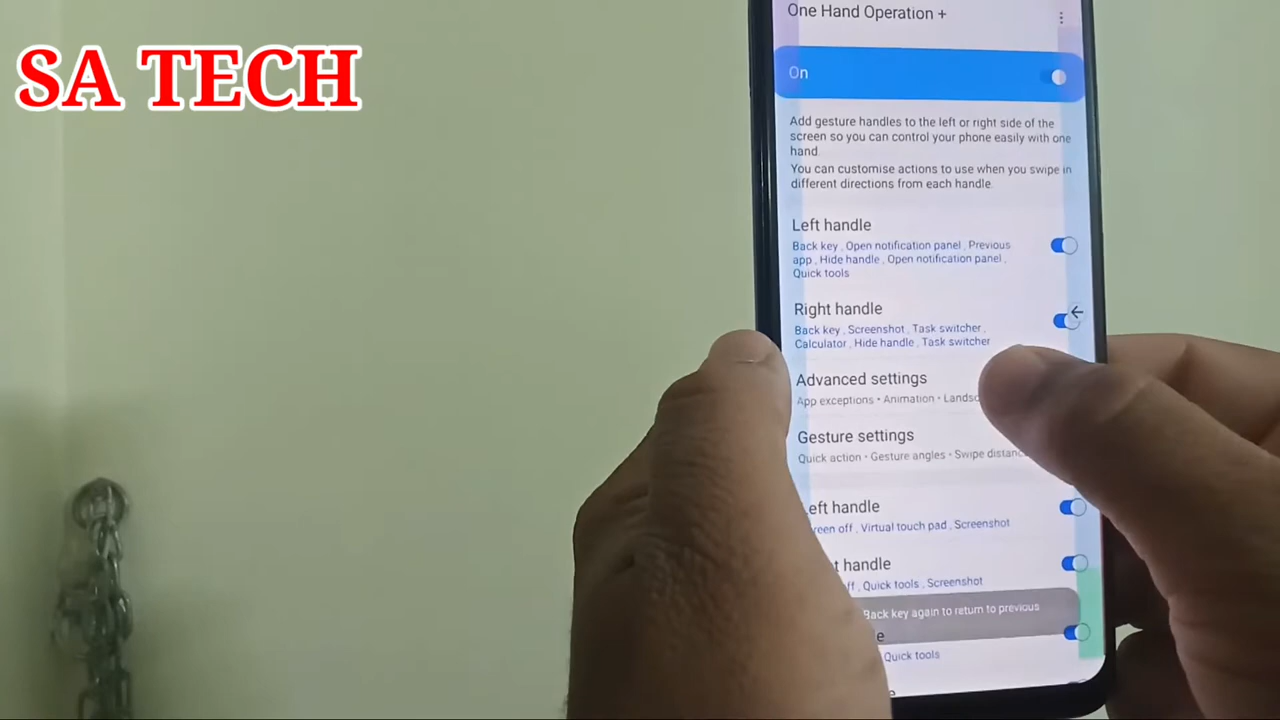 SA TECH
One Hand Operation +
On
Add gesture handles to the left or right side of the
screen so you can control your phone easily with one
hand.
You can customise actions to use when you swipe in
different directions from each handle.
Left handle
Back key , Open notification panel , Previous
app , Hide handle , Open notification panel ,
Quick tools
Right handle
Back key , Screenshot , Task switcher ,
Calculator , Hide handle , Task switcher
Advanced settings
App exceptions • Animation •
Gesture settings
Quick action • Gesture angles • Swipe
handle
Virtual touch pad , Screenshot
handle
Quick tools , Screenshot
Back key again to return to previous
Quick tools